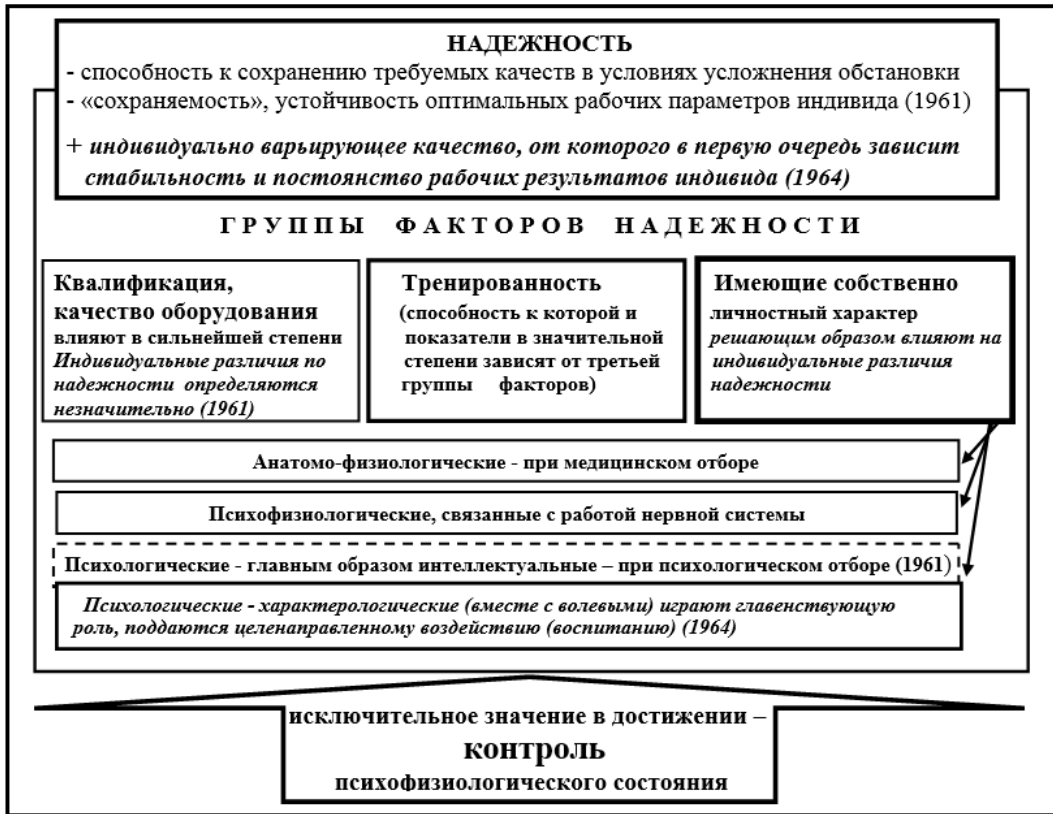 НАДЕЖНОСТЬ
- способность к сохранению требуемых качеств в условиях усложнения обстановки
- «сохраняемость», устойчивость оптимальных рабочих параметров индивида (1961)
+ индивидуально варьирующее качество, от которого в первую очередь зависит
стабильность и постоянство рабочих результатов индивида (1964)
ГРУППЫ ФАКТОРОВ НАДЕЖНОСТИ
Квалификация,
качество оборудования
влияют в сильнейшей степени
Индивидуальные различия по
надежности определяются
незначительно (1961)
Тренированность
(способность к которой и
показатели в значительной
степени зависят от третьей
группы факторов)
Имеющие собственно
личностный характер
решающим образом влияют на
индивидуальные различия
надежности
Анатомо-физиологические - при медицинском отборе
Психофизиологические, связанные с работой нервной системы
Психологические - главным образом интеллектуальные – при психологическом отборе (1961)
Психологические - характерологические (вместе с волевыми) играют главенствующую
роль, поддаются целенаправленному воздействию (воспитанию) (1964)
исключительное значение в достижении –
контроль
психофизиологического состояния